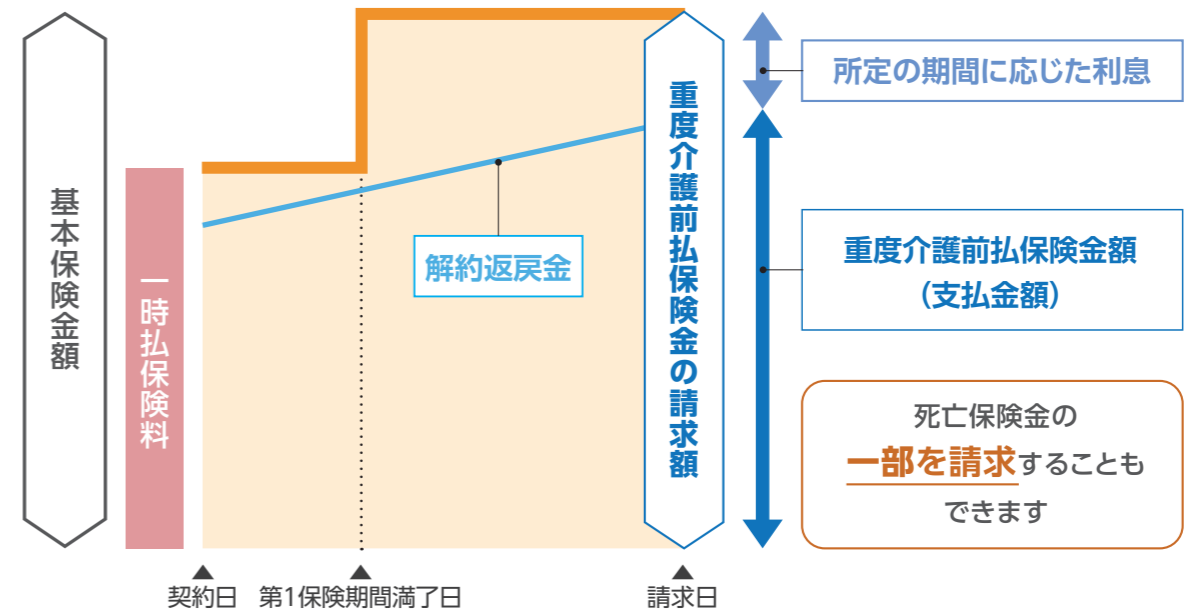 基本保険金額
一時払保険料
解約返戻金
重度介護前払保険金の請求額
所定の期間に応じた利息
重度介護前払保険金額
（支払金額）
死亡保険金の
一部を請求することも
できます
契約日
第1保険期間満了日
請求日